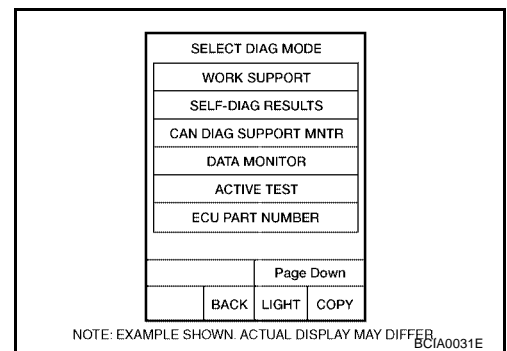 SELECT DIAG MODE
WORK SUPPORT
SELF-DIAG RESULTS
CAN DIAG SUPPORT MNTR
DATA MONITOR
ACTIVE TEST
ECU PART NUMBER
Page Down
BACK LIGHT COPY
NOTE: EXAMPLE SHOWN. ACTUAL DISPLAY MAY DIFFER.
BCIA0031E